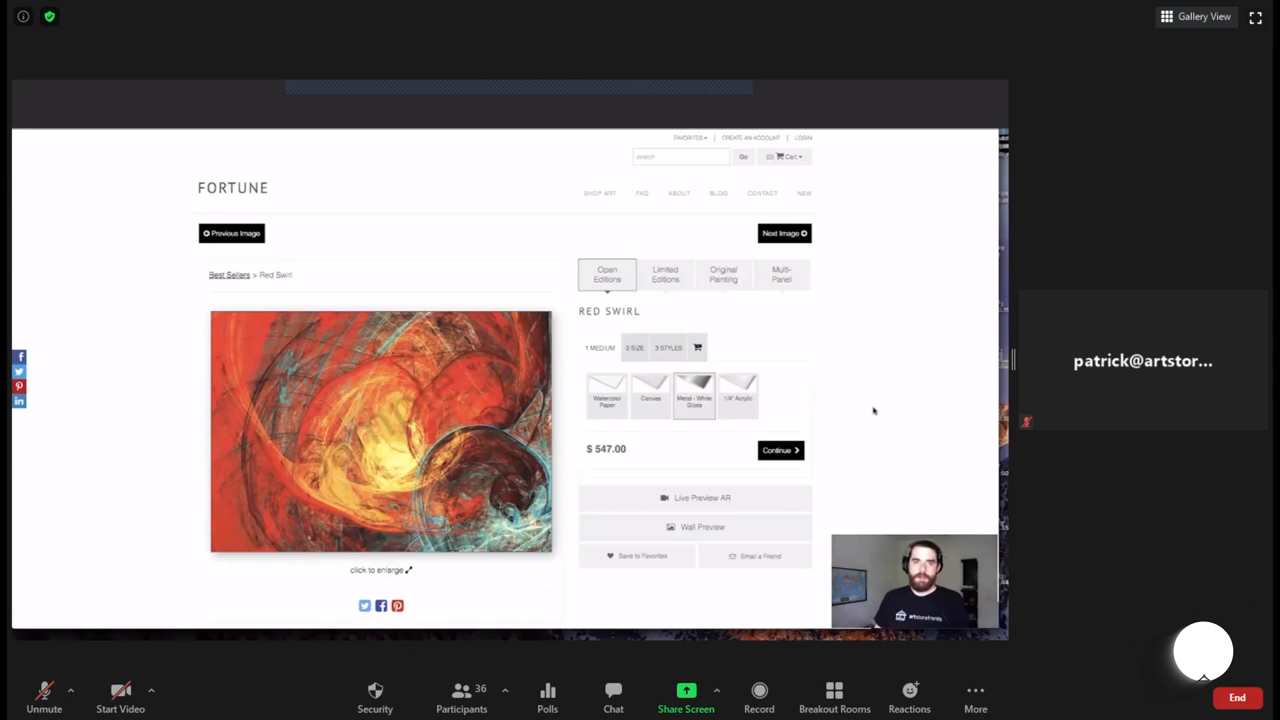 Gallery View
FAVORITES
CREATE AN ACCOUNT
LOGIN
search
Go
(0) Cart
FORTUNE
SHOP ART
FAQ
ABOUT
BLOG
CONTACT
NEW
Previous Image
Next Image
Best Sellers > Red Swirl
Open
Editions
Limited
Editions
Original
Painting
Multi-
Panel
RED SWIRL
1 MEDIUM
2 SIZE
3 STYLES
Watercolor
Paper
Canvas
Metal - White
Gloss
1/4" Acrylic
$ 547.00
Continue
Live Preview AR
Wall Preview
Save to Favorites
Email a Friend
click to enlarge
Artstorefronts
patrick@artstor...
Unmute
Start Video
Security
Participants
36
Polls
Chat
Share Screen
Record
Breakout Rooms
Reactions
More
End